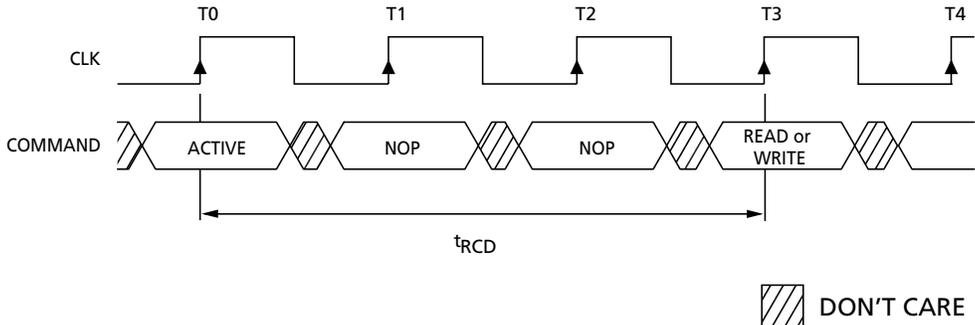 T0 T1 T2 T3 T4
CLK
COMMAND ACTIVE NOP NOP READ or
WRITE
tRCD
DON'T CARE